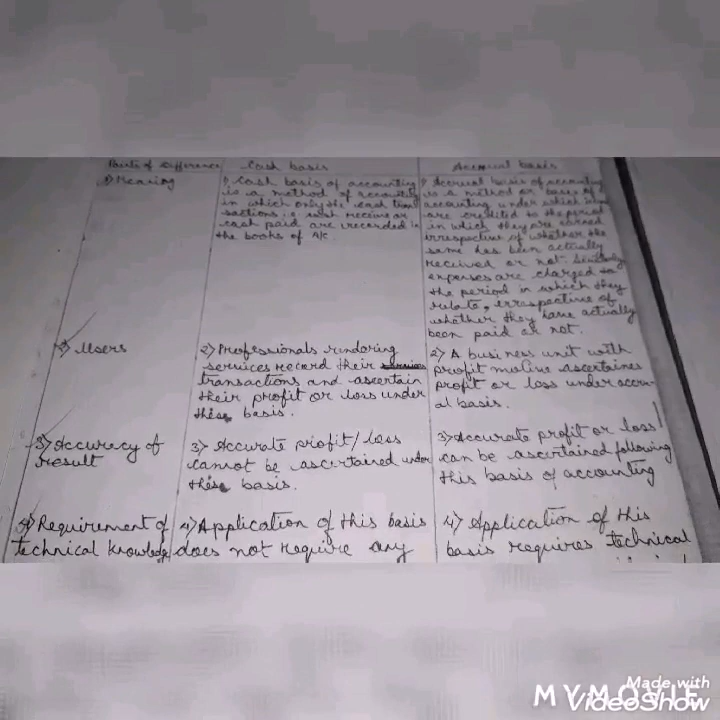 Points of Difference
Cash basis
Accrual basis
1) Meaning
1) Cash basis of accounting
is a method of accounting
in which only the cash tran
sactions i.e cash receive or
cash paid are recorded in
the books of A/c
1) Accrual basis of accounting
is a method or basis of
accounting under which
are credited to the period
in which they are earned
irrespective of whether the
same has been actually
received or not. Similarly
expenses are charged to
the period in which they
relate, irrespective of
whether they have actually
been paid or not.
2) Users
2) Professionals rendoring
services record their
transactions and ascertain
their profit or loss under
this basis.
2) A business unit with
profit motive ascertaines
profit or loss under accru-
al basis.
3) Accuracy of
result
3) Accurate profit/loss
cannot be ascertained under
this basis.
3) Accurate profit or loss
can be ascertained following
this basis of accounting
4) Requirement of
technical knowledge
4) Application of this basis
does not require any
4) Application of this
basis requires technical
Made with
MYMOVIE
VideoShow